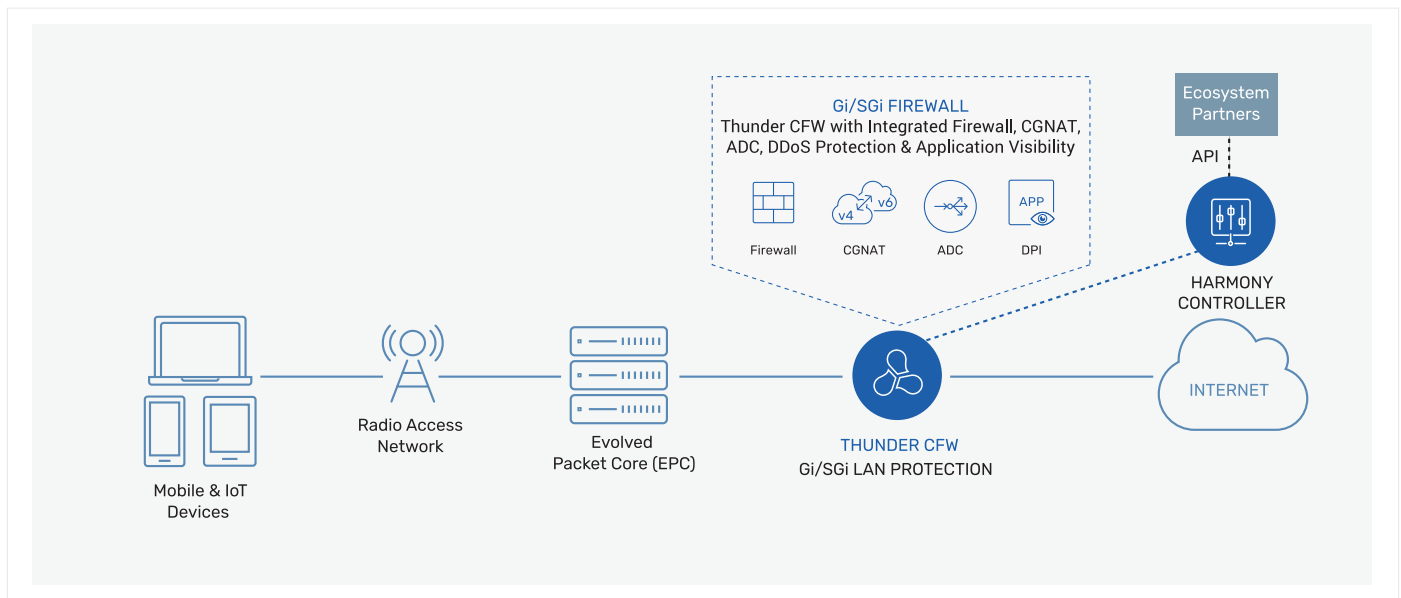 Gi/SGi FIREWALL
Thunder CFW with Integrated Firewall, CGNAT,
ADC, DDoS Protection & Application Visibility
v4
v6
APP
Firewall
CGNAT
ADC
DPI
Ecosystem
Partners
API
HARMONY
CONTROLLER
Mobile & IoT
Devices
Radio Access
Network
Evolved
Packet Core (EPC)
THUNDER CFW
Gi/SGi LAN PROTECTION
INTERNET